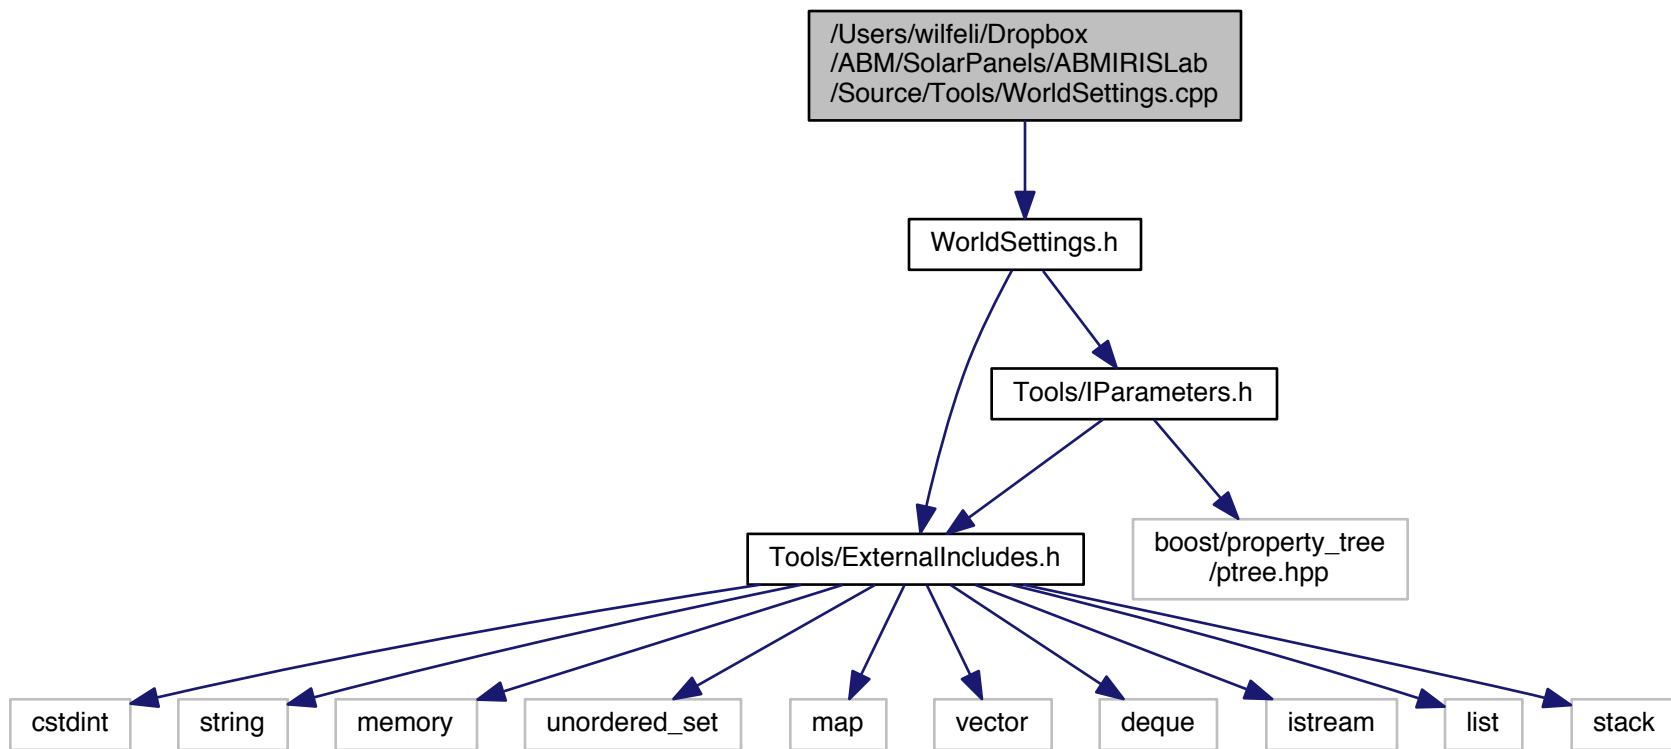 /Users/wilfeli/Dropbox
/ABM/SolarPanels/ABMIRISLab
/Source/Tools/WorldSettings.cpp
WorldSettings.h
Tools/IParameters.h
Tools/ExternalIncludes.h
boost/property_tree
/ptree.hpp
cstdint
string
memory
unordered_set
map
vector
deque
istream
list
stack